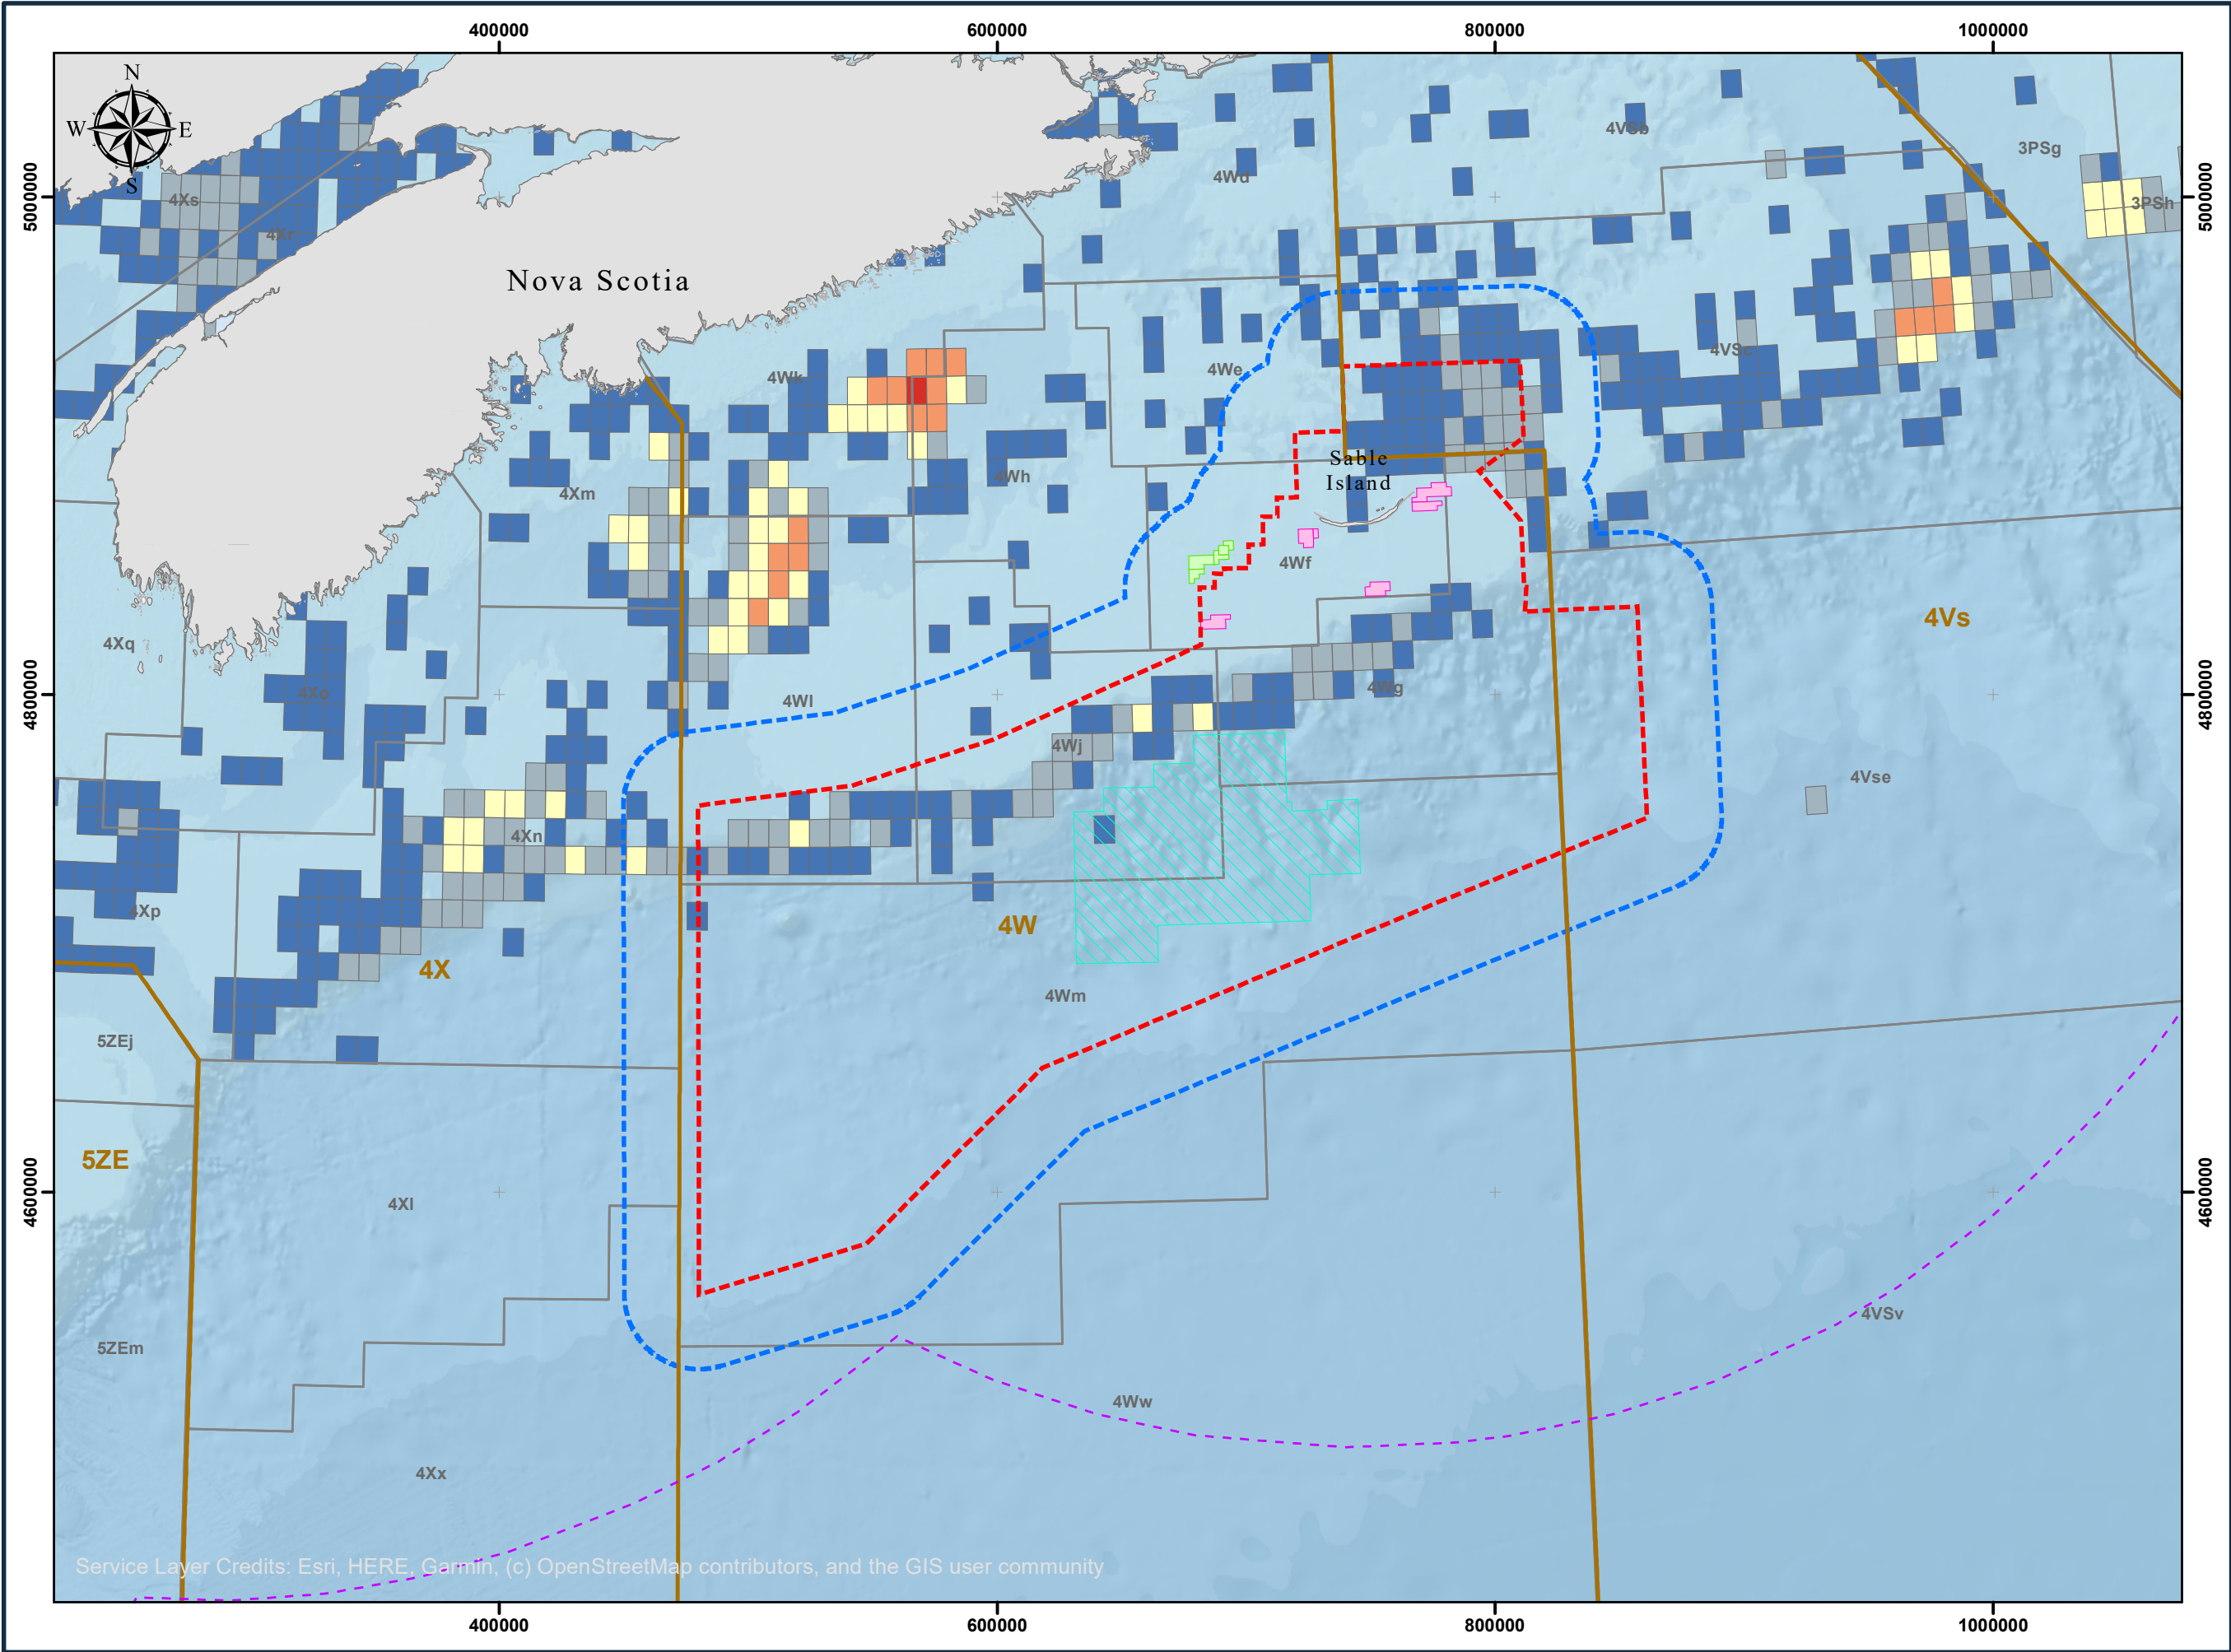 400000 600000 800000 1000000
N
W E
S
5000000 5000000
4VSb
3PSg
4Wd
4Xs
3PSh
4Xr
Nova Scotia
4VSc
4We
4Wk
Sable
Island
4Wh
4Xm
4Wf
4Vs
4Xq
4800000 4800000
4Xo
4Wl
4Wg
4Wj
4Vse
4Xn
4Xp
4W
4X
4Wm
5ZEj
5ZE
4600000 4600000
4Xl
4VSv
5ZEm
4Ww
4Xx
Service Layer Credits: Esri, HERE, Garmin, (c) OpenStreetMap contributors, and the GIS user community
400000 600000 800000 1000000